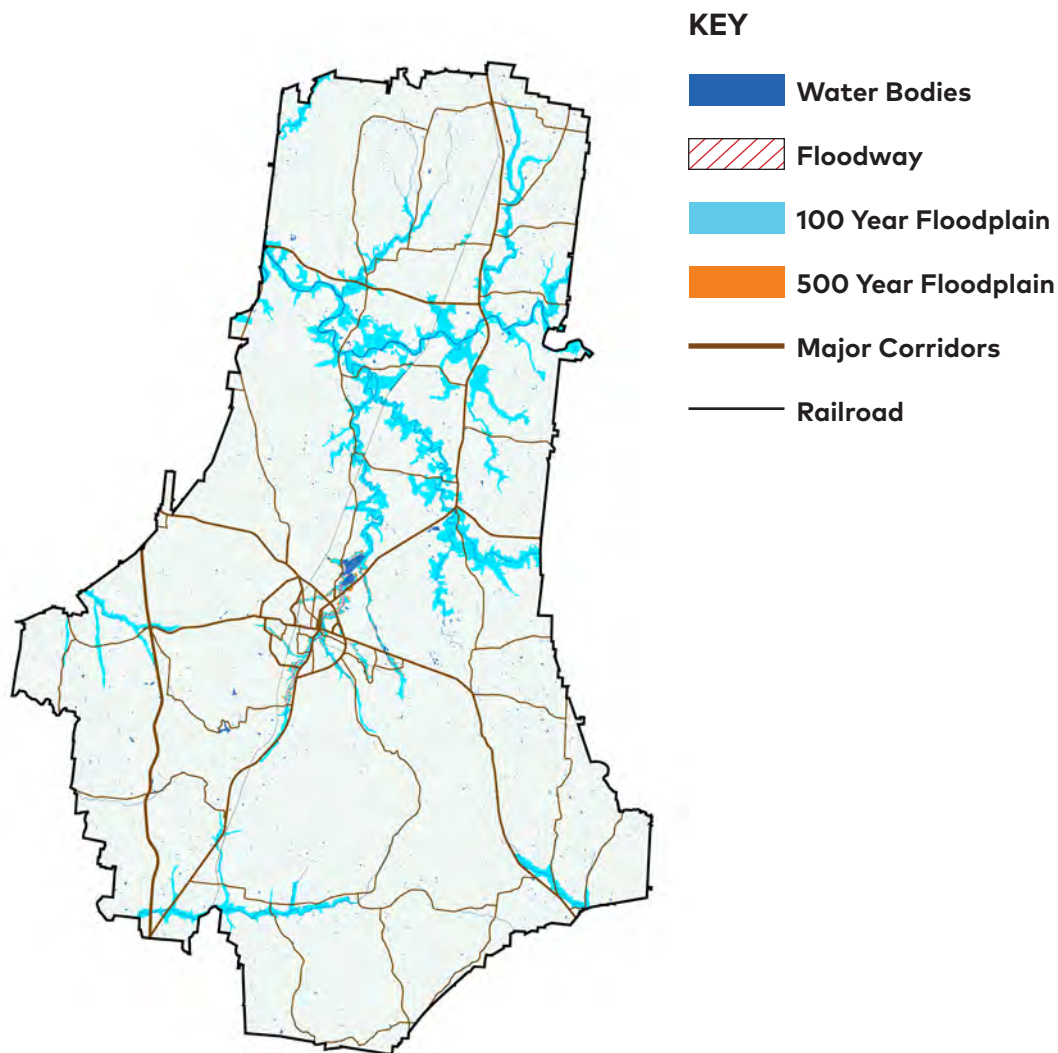 KEY
Water Bodies
Floodway
100 Year Floodplain
500 Year Floodplain
Major Corridors
Railroad